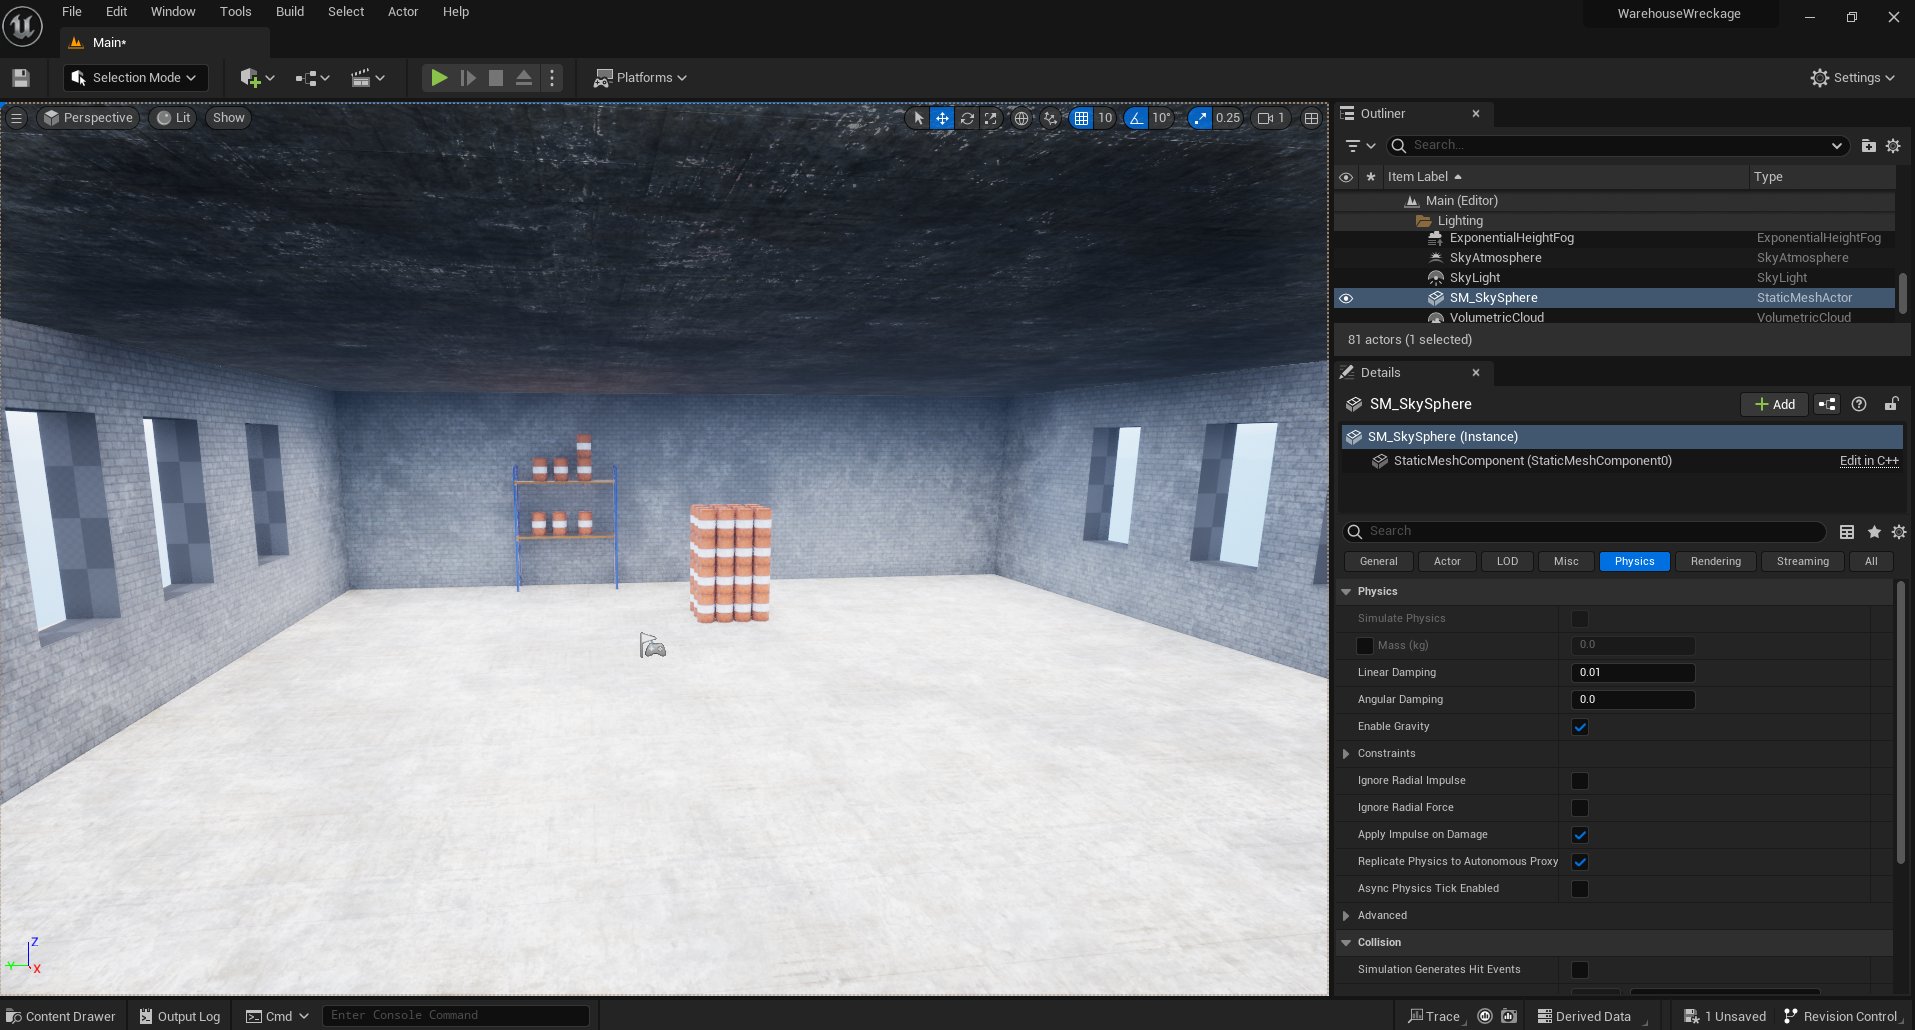 File Edit Window Tools Build Select Actor Help
WarehouseWreckage
Main*
Selection Mode
Platforms
Settings
Perspective Lit Show
10 10° 0.25 1
Outliner
Search...
Item Label Type
Main (Editor)
Lighting
ExponentialHeightFog ExponentialHeightFog
SkyAtmosphere SkyAtmosphere
SkyLight SkyLight
SM_SkySphere StaticMeshActor
VolumetricCloud VolumetricCloud
81 actors (1 selected)
Details
SM_SkySphere
Add
SM_SkySphere (Instance)
StaticMeshComponent (StaticMeshComponent0) Edit in C++
Search
General Actor LOD Misc Physics Rendering Streaming All
Physics
Simulate Physics
Mass (kg) 0.0
Linear Damping 0.01
Angular Damping 0.0
Enable Gravity
Constraints
Ignore Radial Impulse
Ignore Radial Force
Apply Impulse on Damage
Replicate Physics to Autonomous Proxy
Async Physics Tick Enabled
Advanced
Collision
Simulation Generates Hit Events
Z
Y X
Content Drawer Output Log Cmd Enter Console Command
Trace Derived Data 1 Unsaved Revision Control